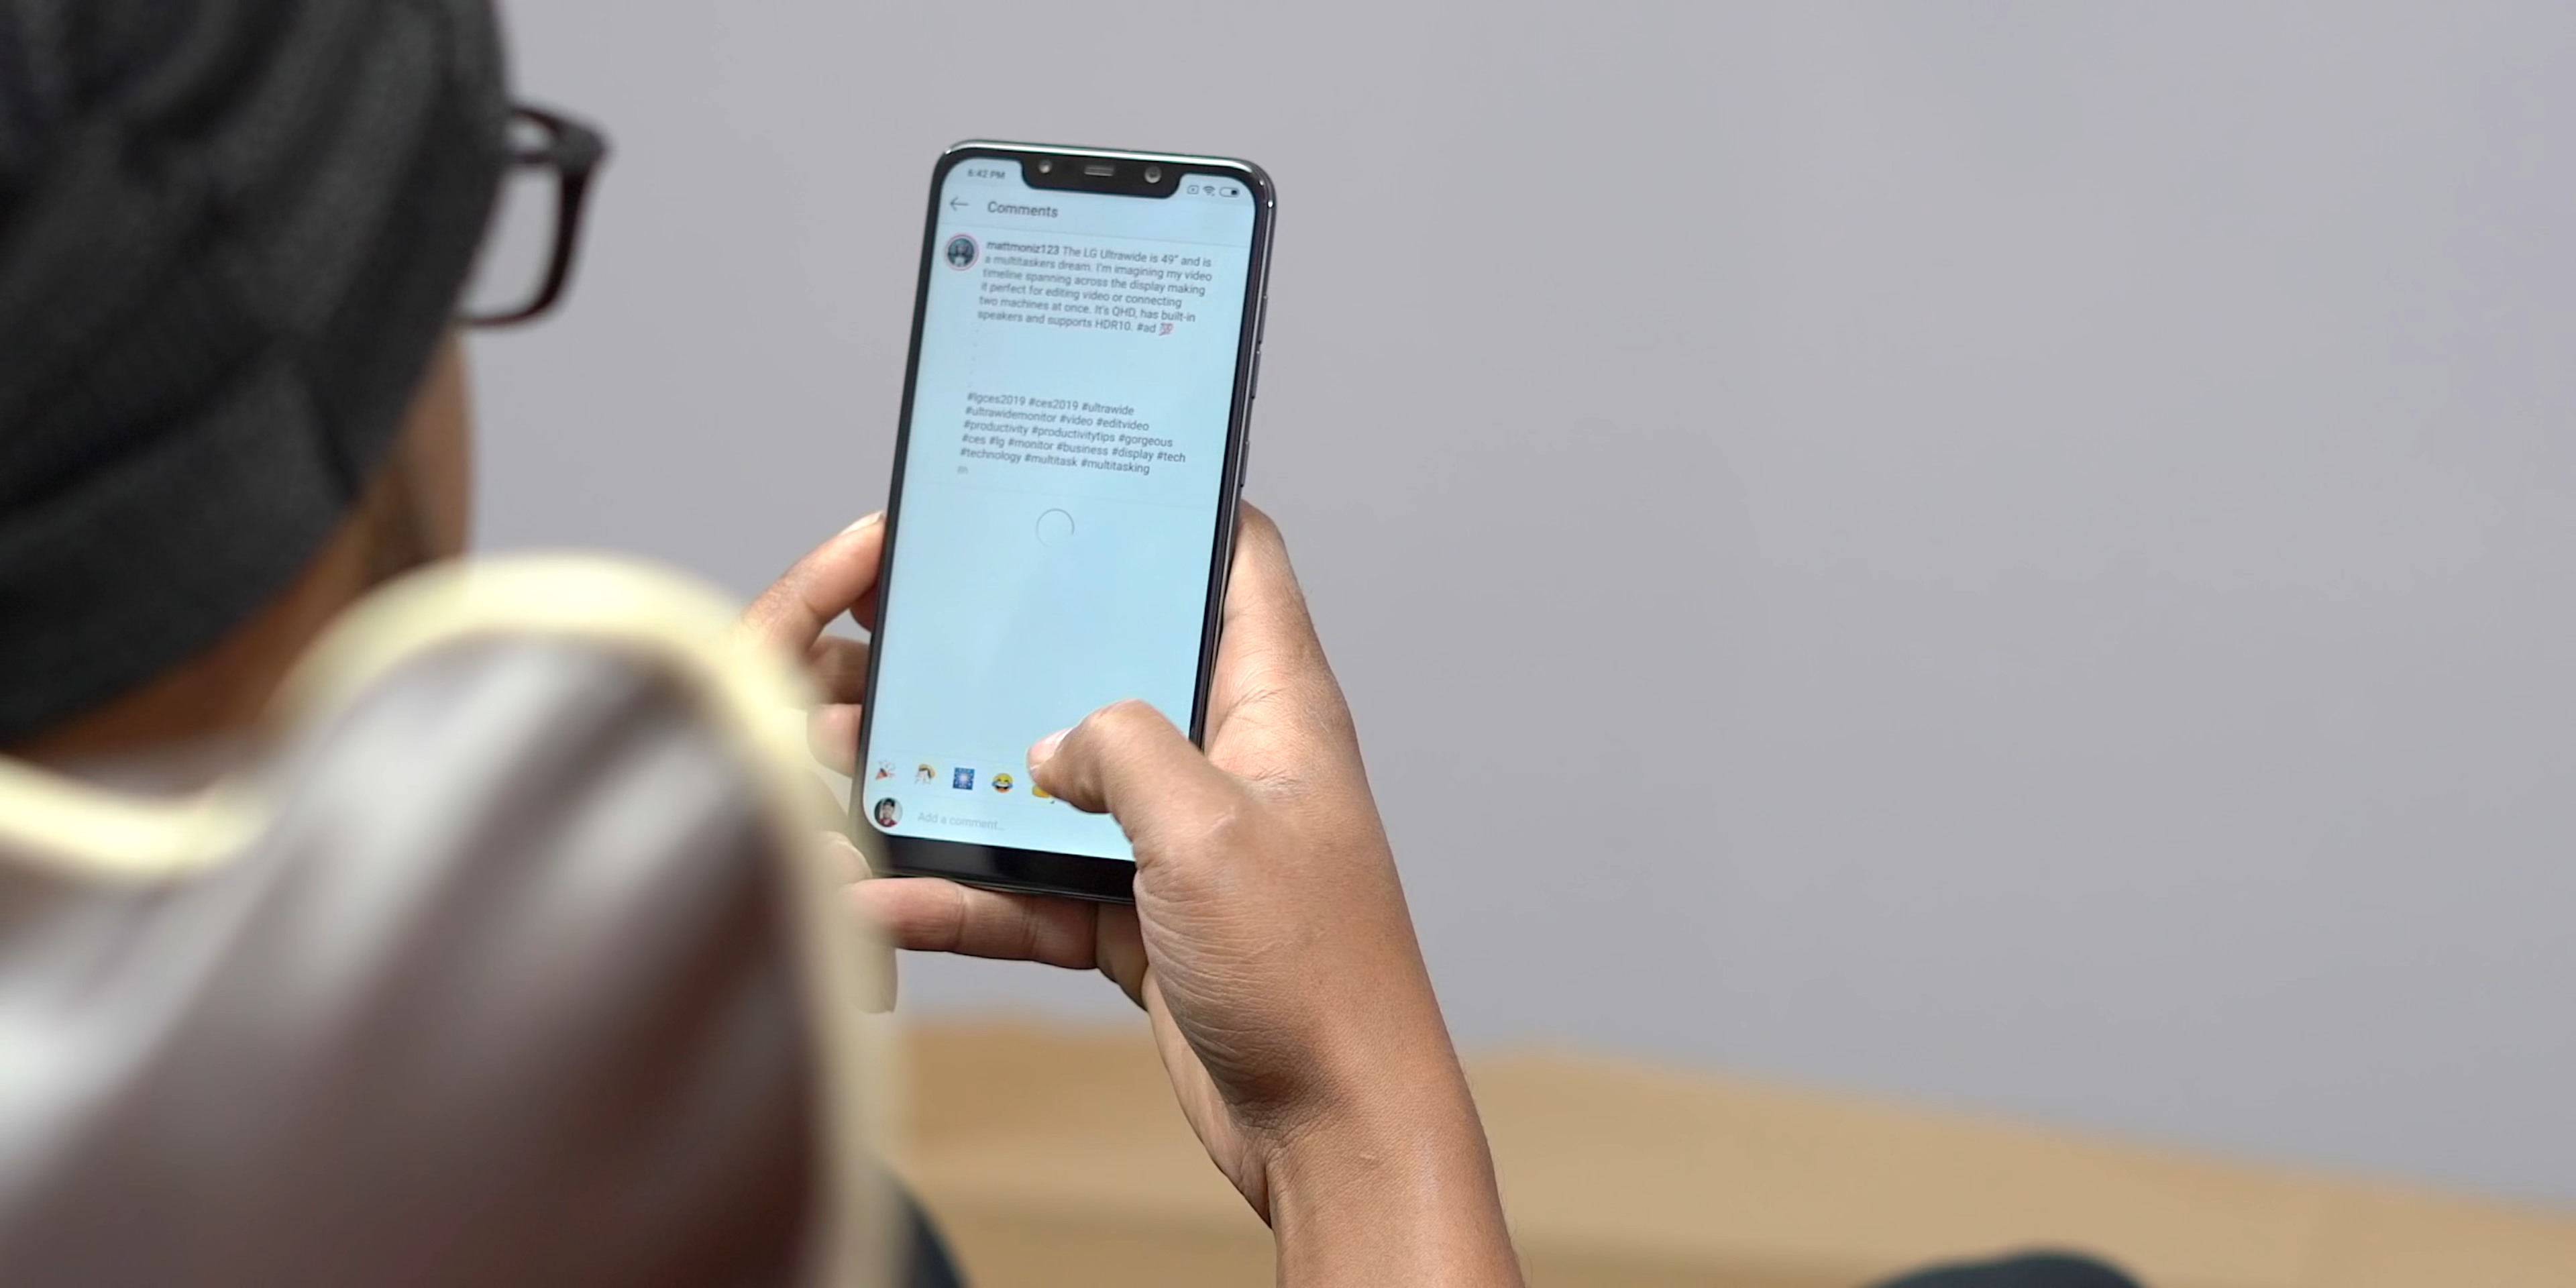 6:42 PM
Comments
mattmoniz123 The LG Ultrawide is 49" and is
a multitaskers dream. I'm imagining my video
timeline spanning across the display making
it perfect for editing video or connecting
two machines at once. It's QHD, has built-in
speakers and supports HDR10. #ad 💯
.
.
.
.
.
#lgces2019 #ces2019 #ultrawide
#ultrawidemonitor #video #editvideo
#productivity #productivitytips #gorgeous
#ces #lg #monitor #business #display #tech
#technology #multitask #multitasking
Add a comment...